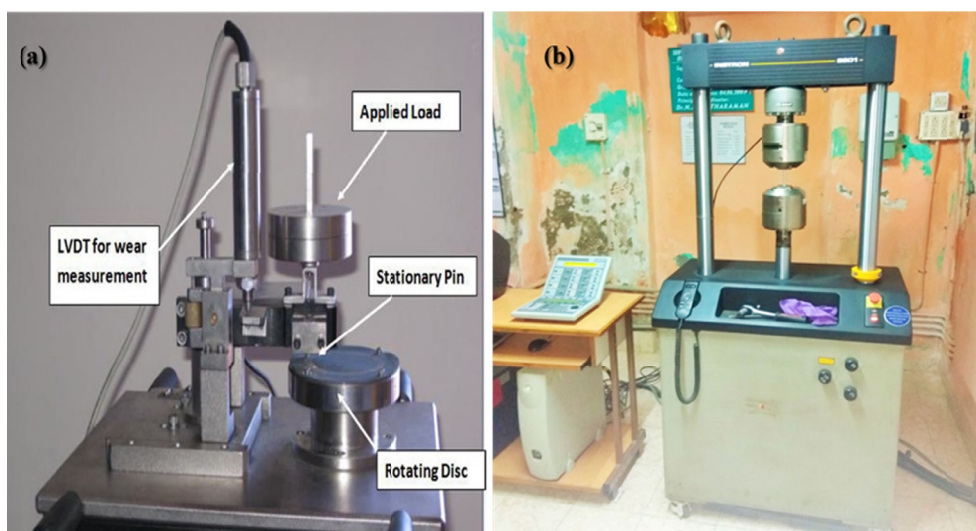 (a)
Applied Load
LVDT for wear
measurement
Stationary Pin
Rotating Disc
(b)
INSTRON
8801